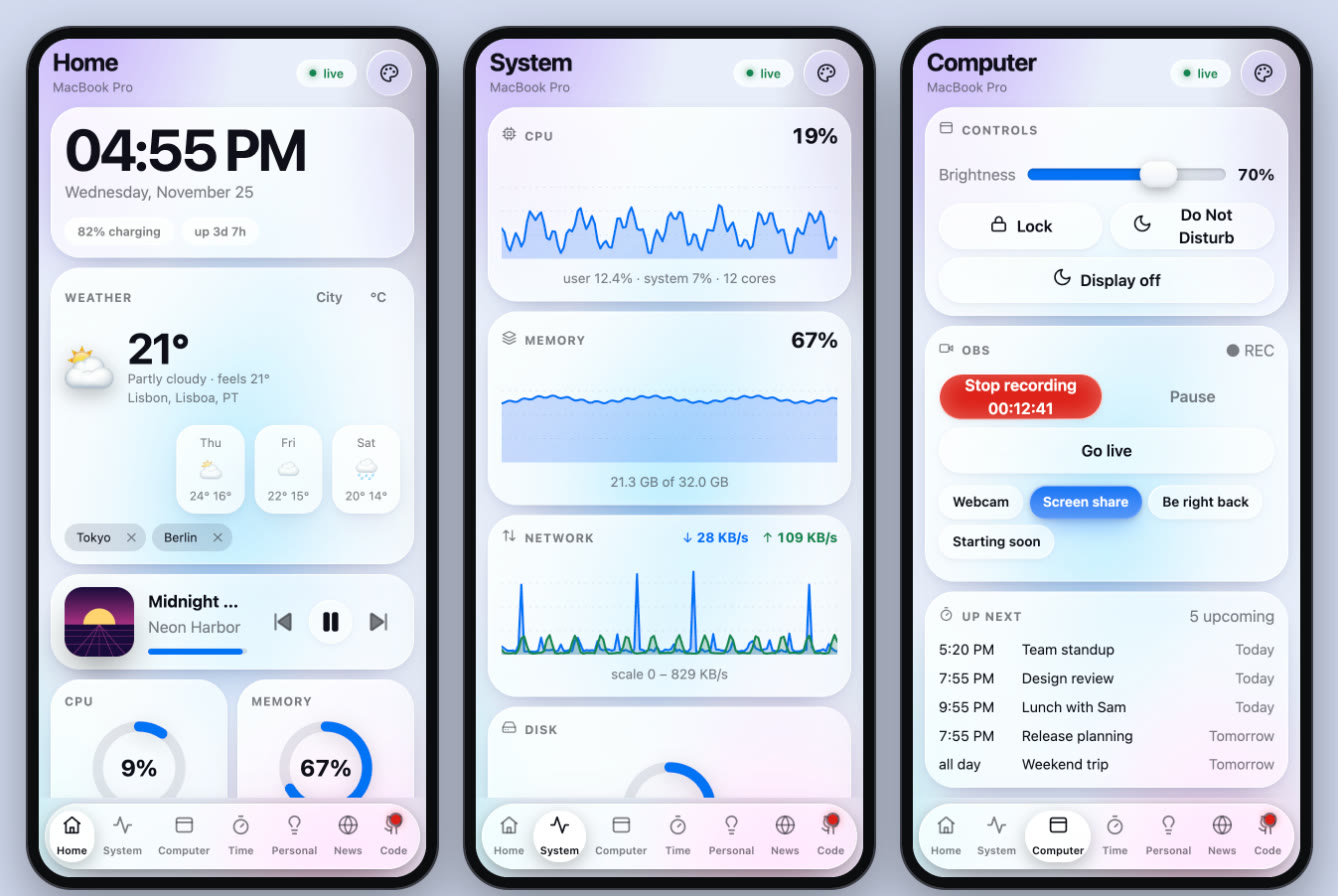 Home
MacBook Pro
live
04:55 PM
Wednesday, November 25
82% charging
up 3d 7h
WEATHER
City
°C
21°
Partly cloudy · feels 21°
Lisbon, Lisboa, PT
Thu
Fri
Sat
24° 16°
22° 15°
20° 14°
Tokyo ×
Berlin ×
Midnight ...
Neon Harbor
CPU
MEMORY
9%
67%
Home
System
Computer
Time
Personal
News
Code
System
MacBook Pro
live
CPU
19%
user 12.4% · system 7% · 12 cores
MEMORY
67%
21.3 GB of 32.0 GB
NETWORK
↓ 28 KB/s
↑ 109 KB/s
scale 0 – 829 KB/s
DISK
Home
System
Computer
Time
Personal
News
Code
Computer
MacBook Pro
live
CONTROLS
Brightness
70%
Lock
Do Not
Disturb
Display off
OBS
REC
Stop recording
00:12:41
Pause
Go live
Webcam
Screen share
Be right back
Starting soon
UP NEXT
5 upcoming
5:20 PM Team standup Today
7:55 PM Design review Today
9:55 PM Lunch with Sam Today
7:55 PM Release planning Tomorrow
all day Weekend trip Tomorrow
Home
System
Computer
Time
Personal
News
Code